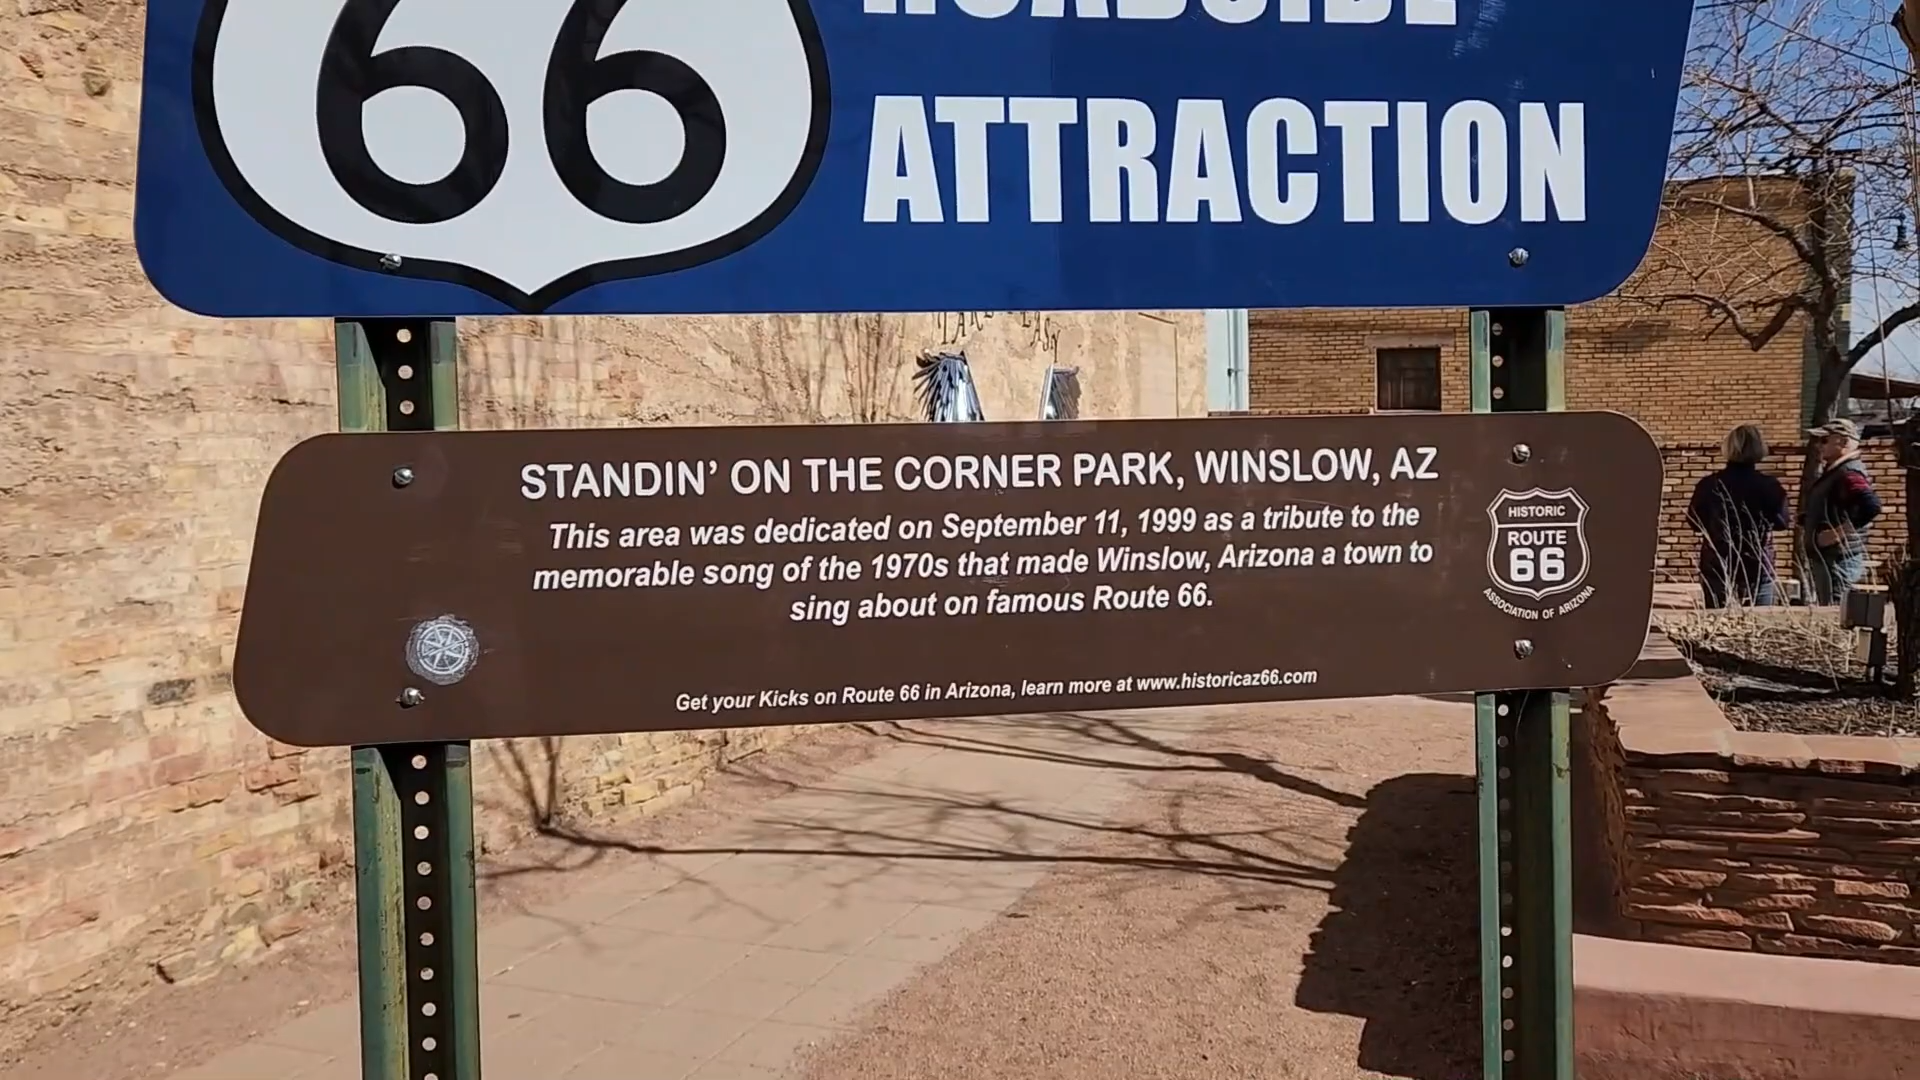 66
ROADSIDE
ATTRACTION
STANDIN' ON THE CORNER PARK, WINSLOW, AZ
This area was dedicated on September 11, 1999 as a tribute to the
memorable song of the 1970s that made Winslow, Arizona a town to
sing about on famous Route 66.
Get your Kicks on Route 66 in Arizona, learn more at www.historicaz66.com
HISTORIC
ROUTE
66
ASSOCIATION OF ARIZONA